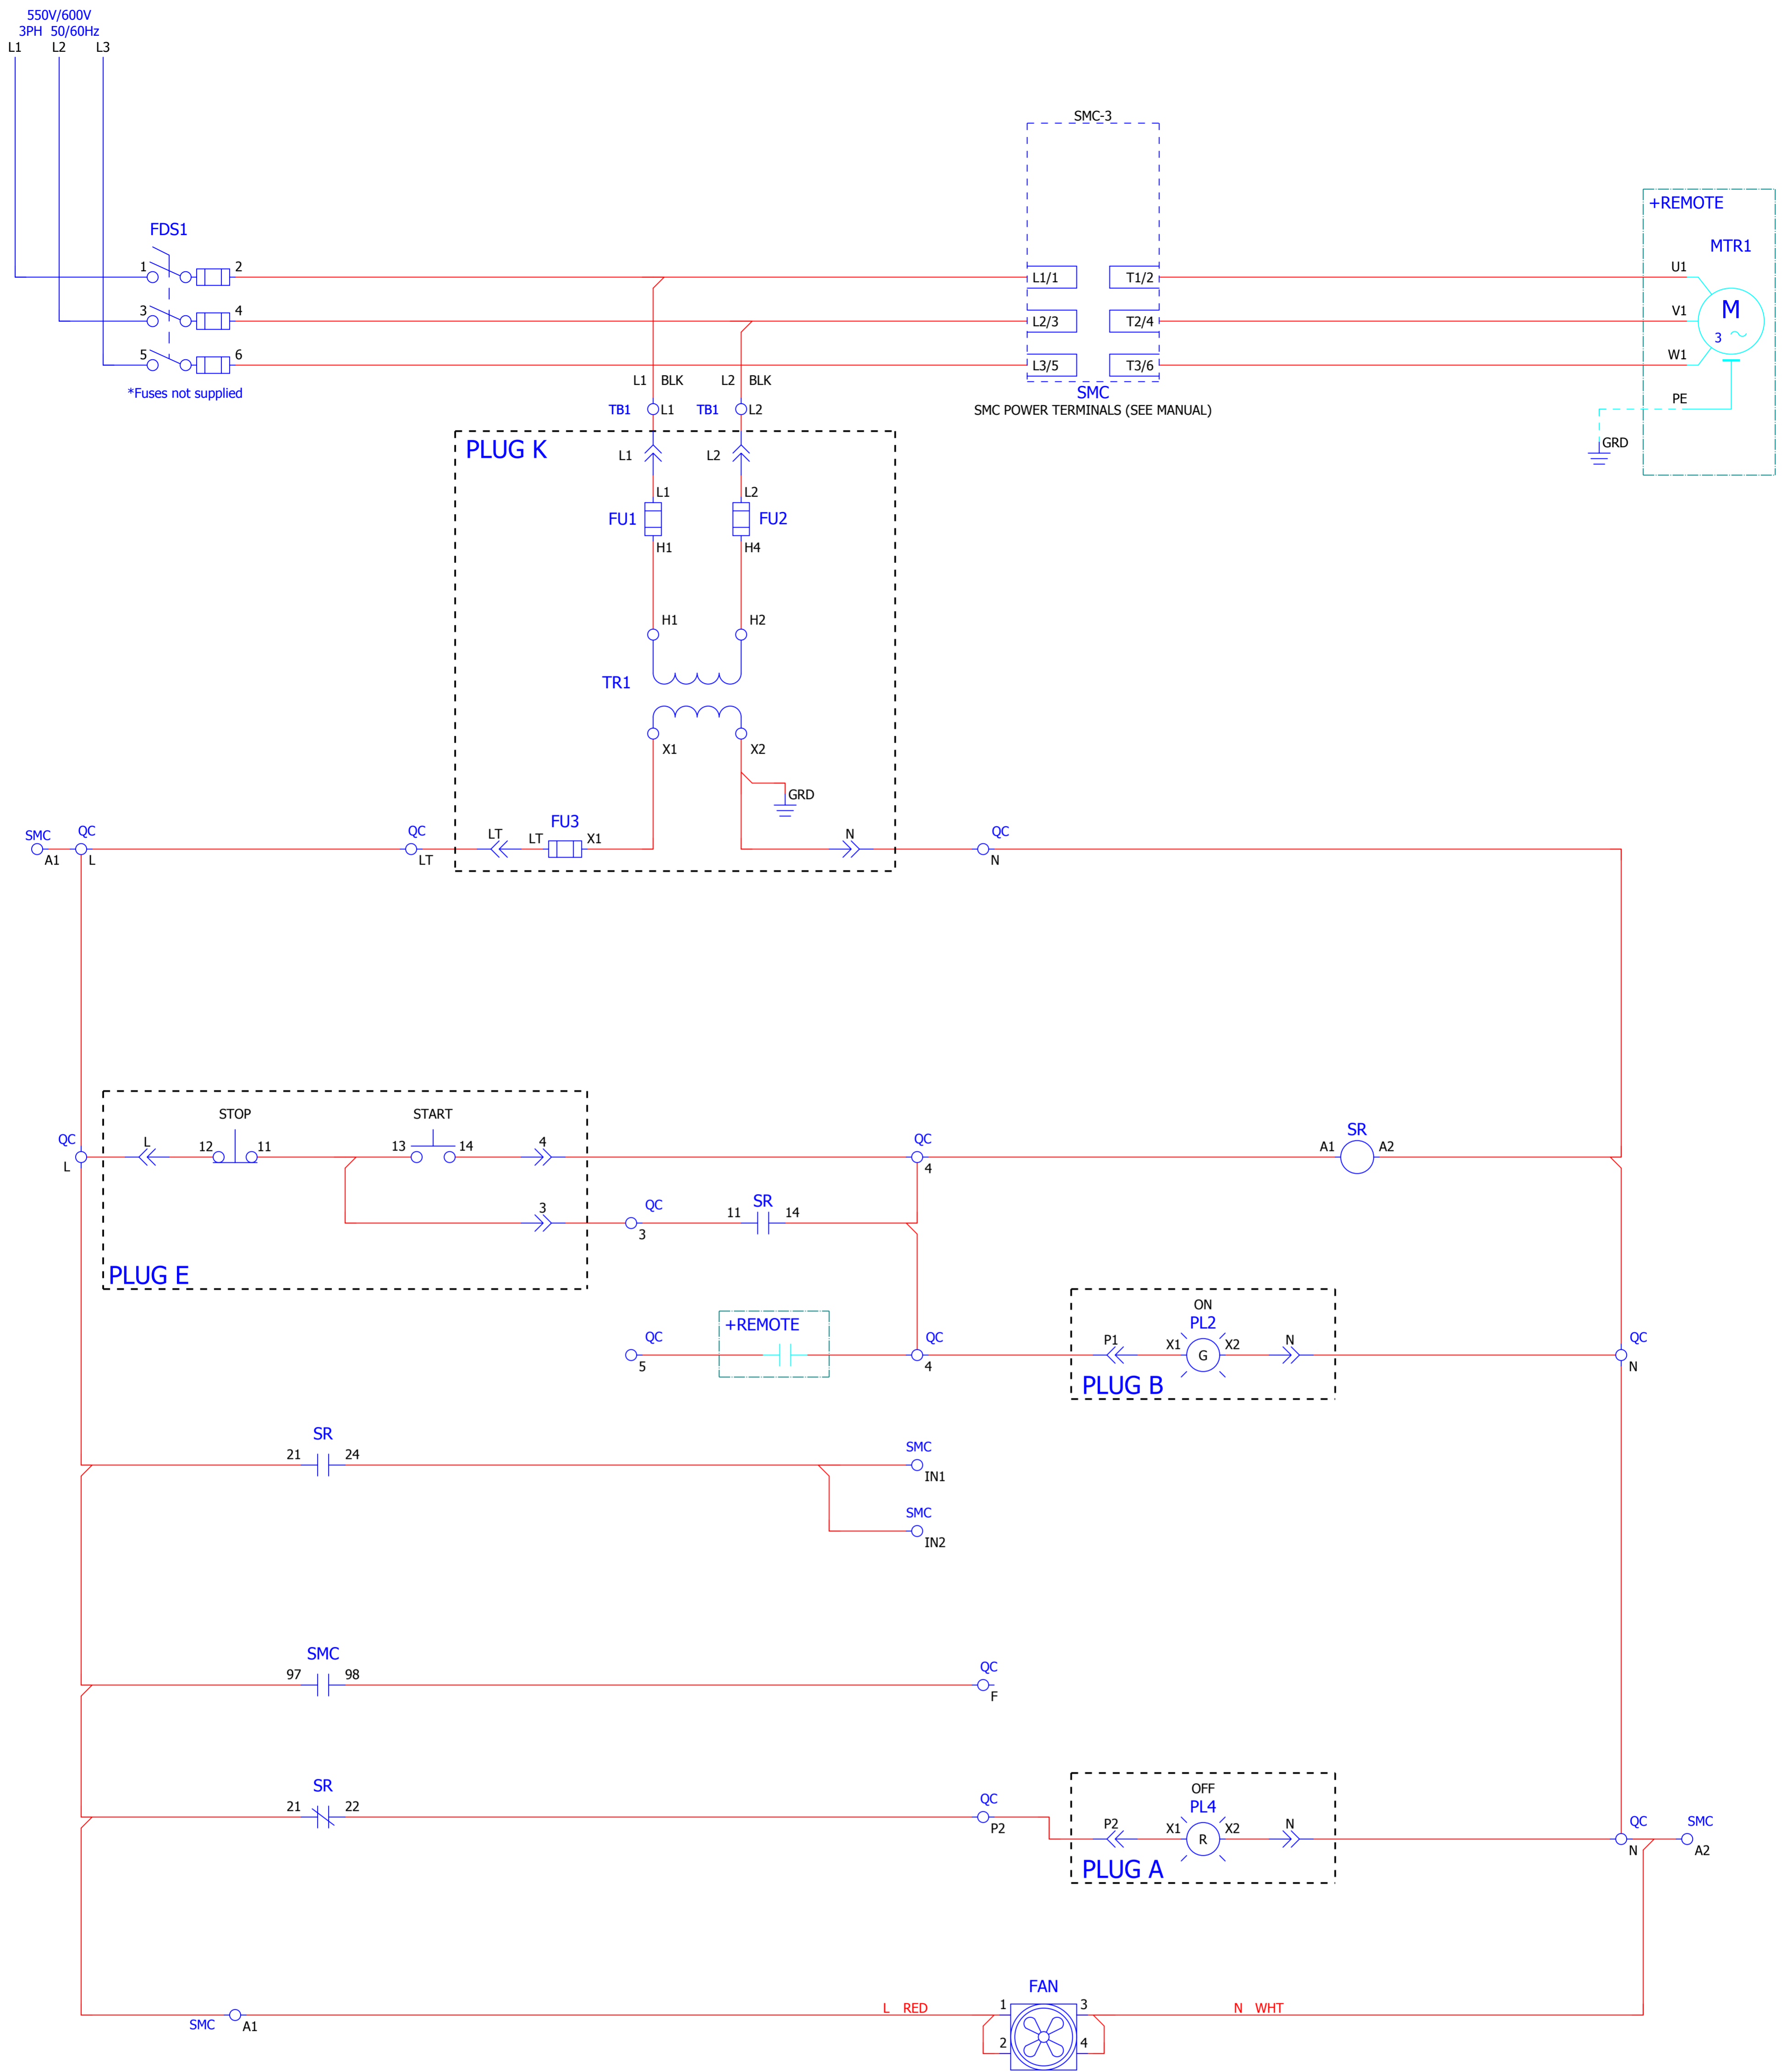 550V/600V
3PH 50/60Hz
L1 L2 L3
SMC-3
+REMOTE
MTR1
FDS1
1 2
L1/1 T1/2
U1
3 4
L2/3 T2/4
V1
M
3
5 6
L3/5 T3/6
W1
*Fuses not supplied
L1 BLK L2 BLK
SMC
SMC POWER TERMINALS (SEE MANUAL)
PE
TB1 L1 TB1 L2
GRD
PLUG K
L1 L2
L1 L2
FU1 FU2
H1 H4
H1 H2
TR1
X1 X2
GRD
SMC QC QC LT LT FU3 X1 N QC
A1 L LT N
STOP START
QC L 12 11 13 14 4 QC A1 SR A2
L 4
3 QC 11 SR 14
3
PLUG E
ON
QC +REMOTE QC P1 X1 PL2 X2 N QC
G
5 4 N
PLUG B
SR
21 24 SMC
IN1
SMC
IN2
SMC
97 98 QC
F
SR
21 22 QC
P2
OFF
P2 X1 PL4 X2 N QC SMC
R
N A2
PLUG A
FAN
L RED 1 3 N WHT
SMC A1
2 4